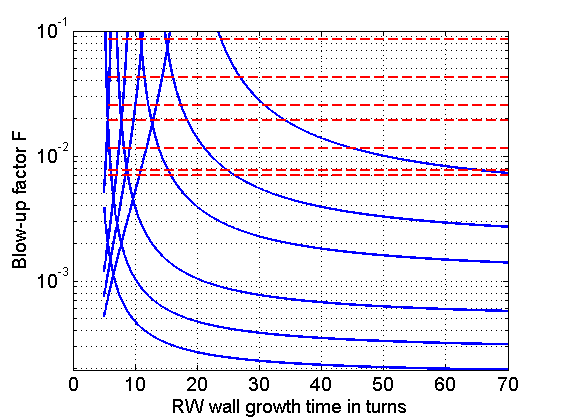 10^-1
10^-2
10^-3
Blow-up factor F
0 10 20 30 40 50 60 70
RW wall growth time in turns